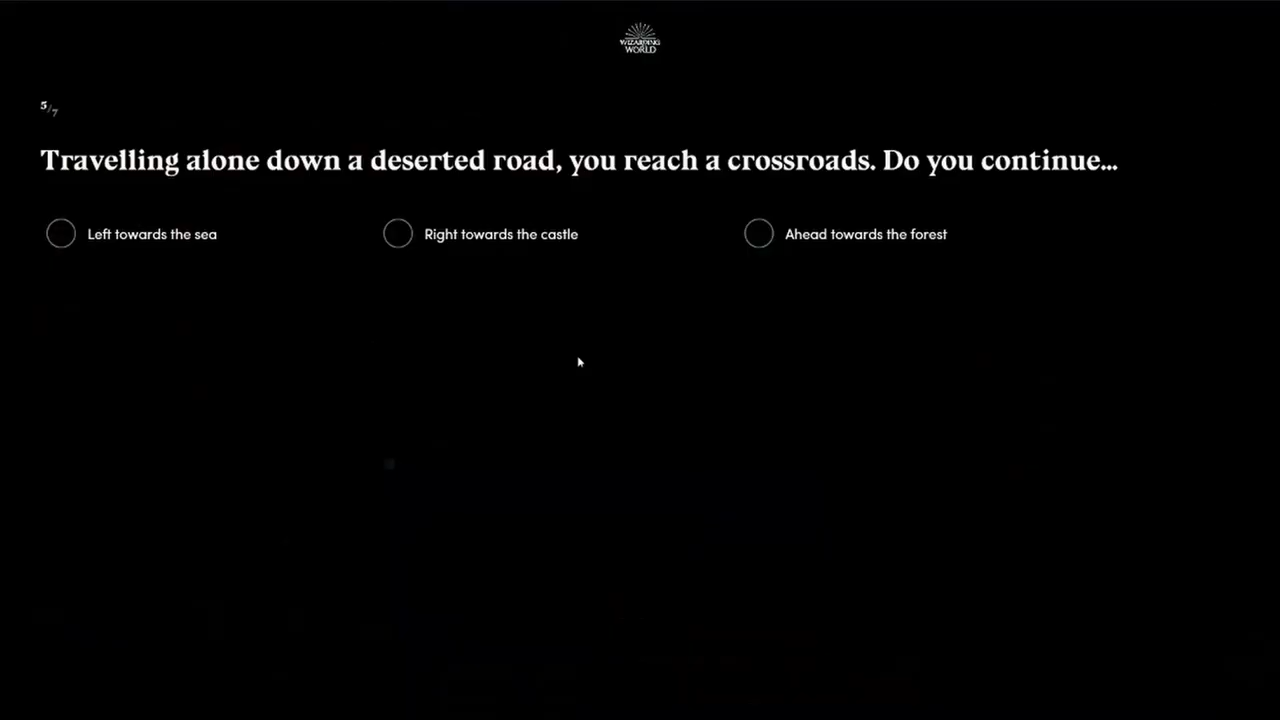 WIZARDING
WORLD
5/7
Travelling alone down a deserted road, you reach a crossroads. Do you continue...
Left towards the sea
Right towards the castle
Ahead towards the forest